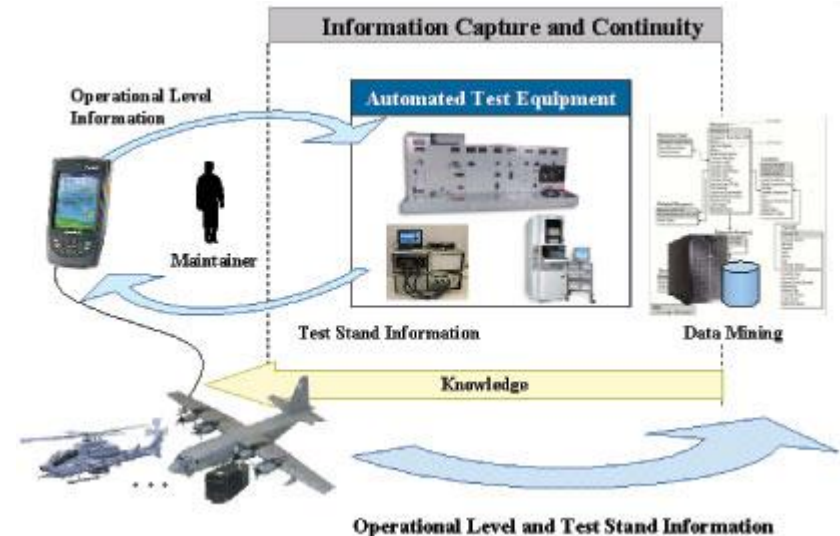 Information Capture and Continuity
Operational Level
Information
Automated Test Equipment
Maintainer
Test Stand Information
Data Mining
Knowledge
. . .
Operational Level and Test Stand Information